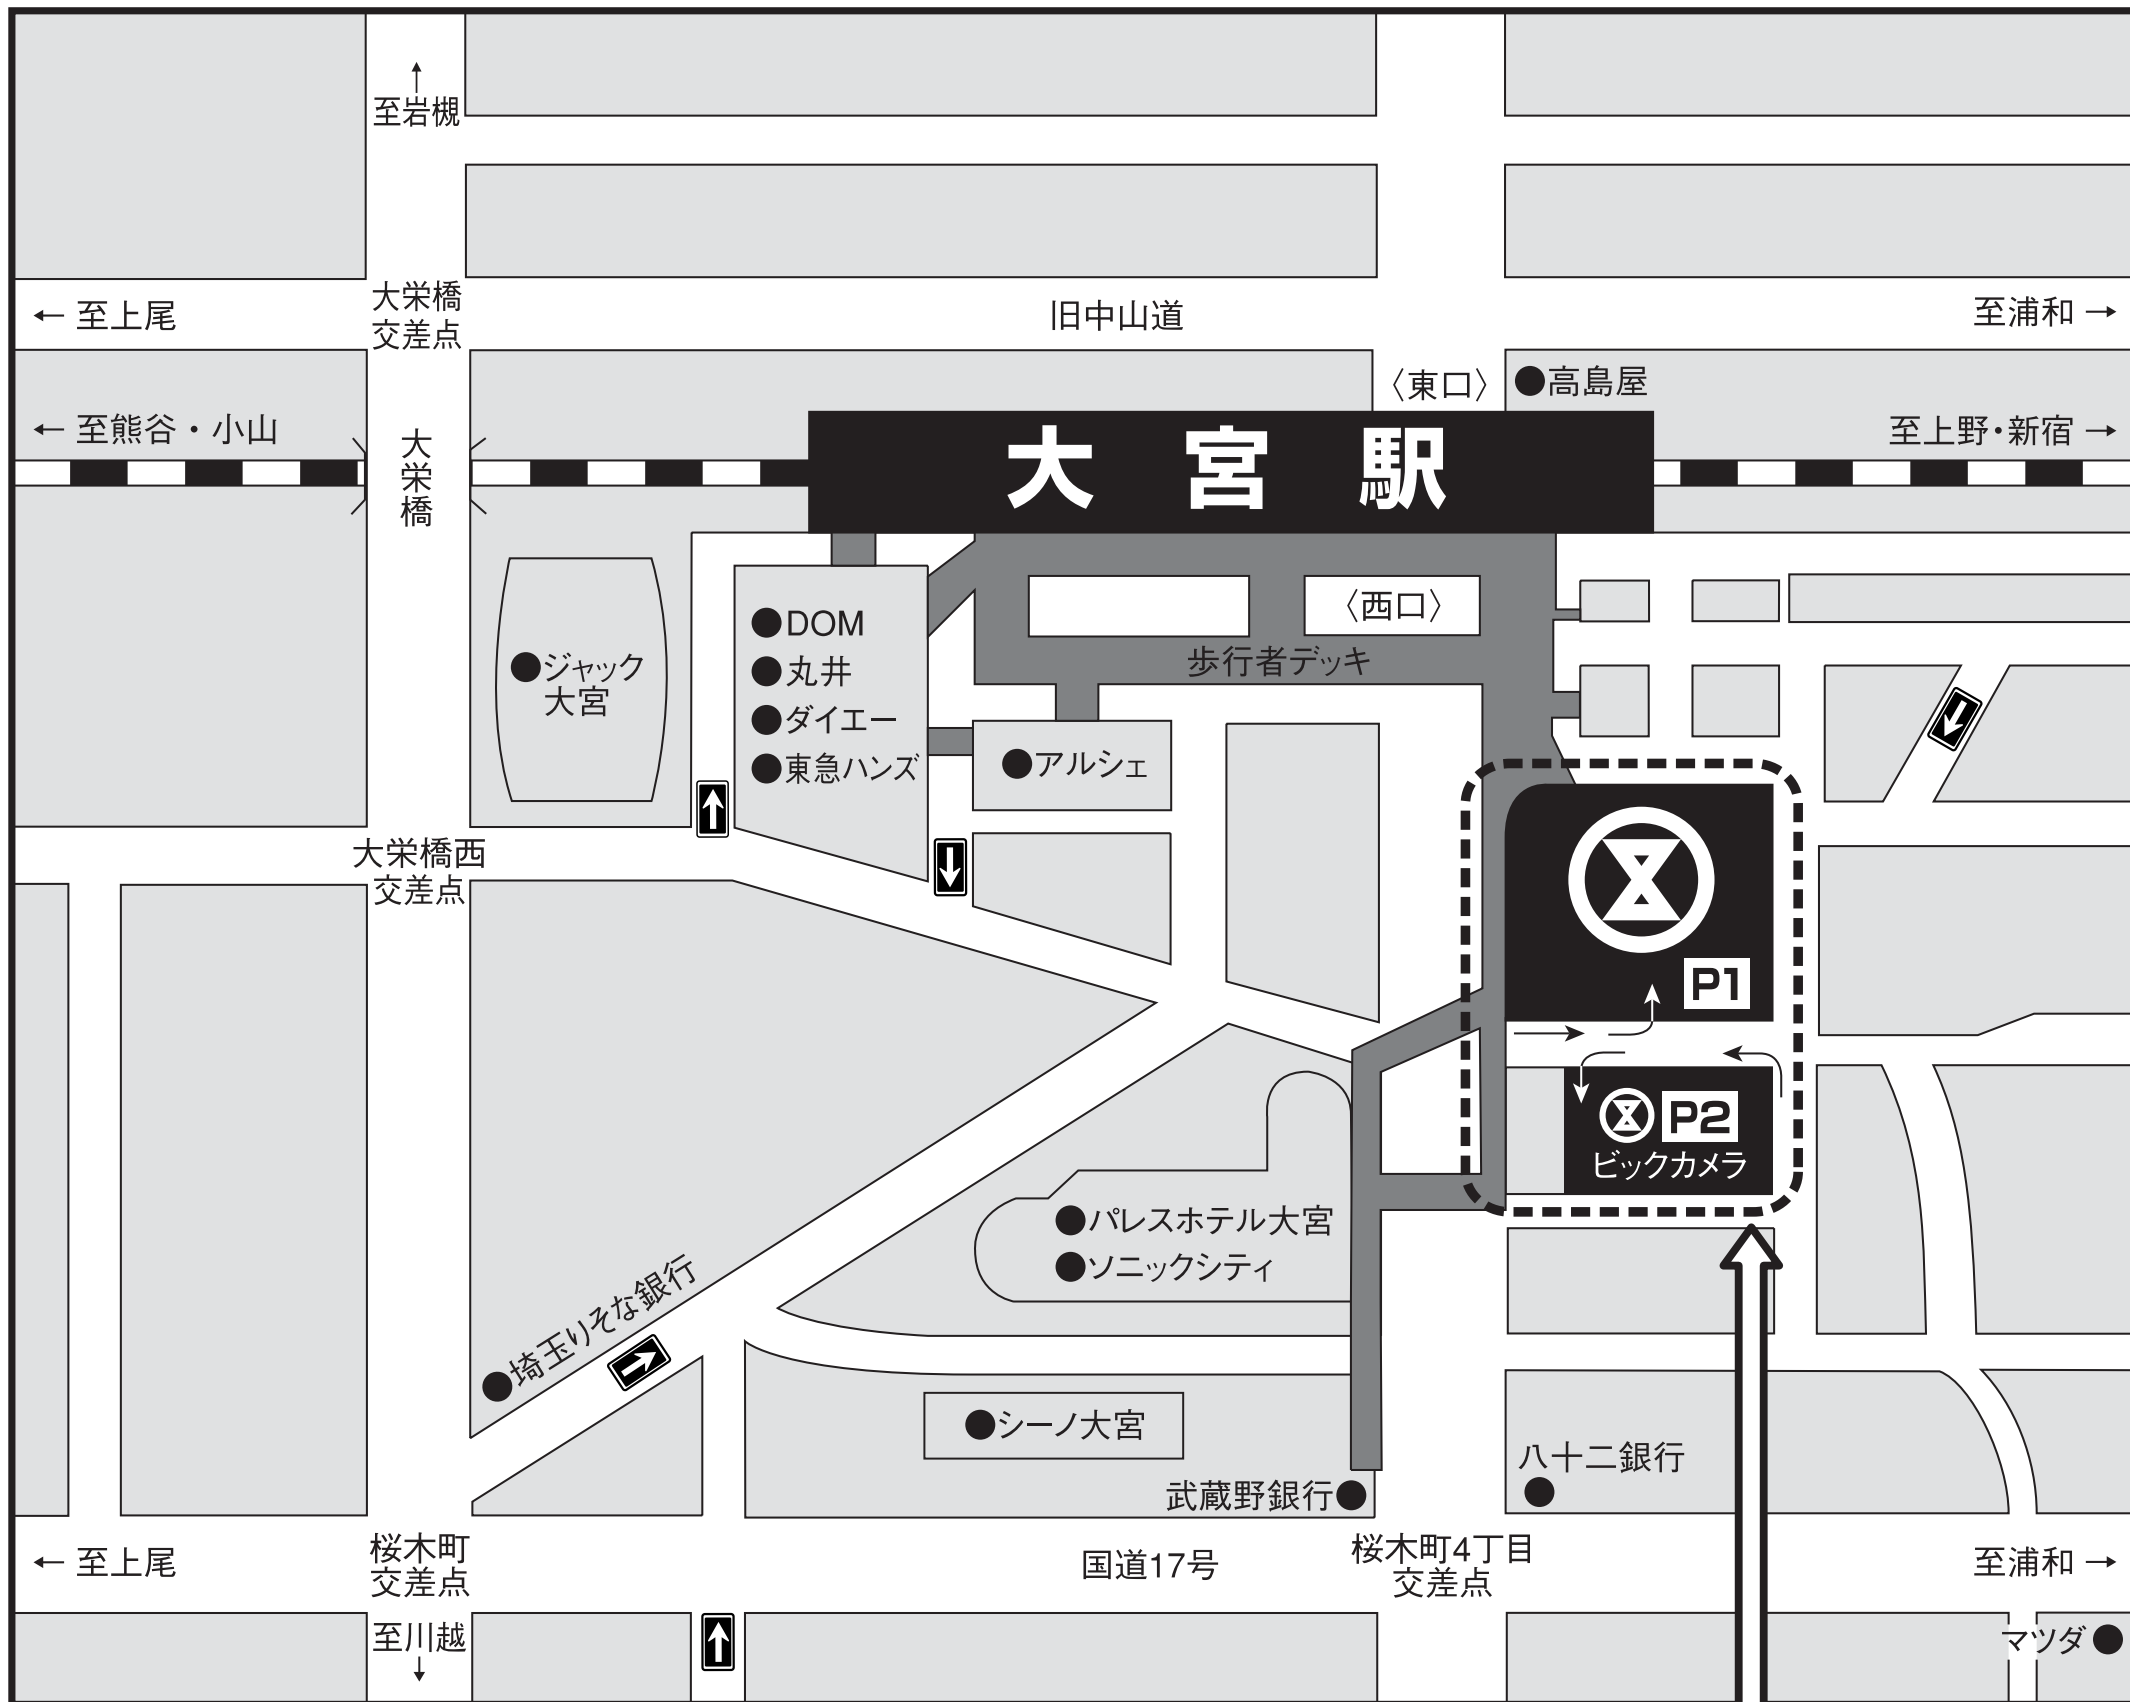 至岩槻
至上尾
大栄橋
交差点
旧中山道
至浦和
〈東口〉
高島屋
至熊谷・小山
大栄橋
大宮駅
至上野・新宿
〈西口〉
歩行者デッキ
ジャック
大宮
DOM
丸井
ダイエー
東急ハンズ
アルシェ
大栄橋西
交差点
P1
P2
ビックカメラ
パレスホテル大宮
ソニックシティ
埼玉りそな銀行
シーノ大宮
武蔵野銀行
八十二銀行
至上尾
桜木町
交差点
国道17号
桜木町4丁目
交差点
至浦和
至川越
マツダ